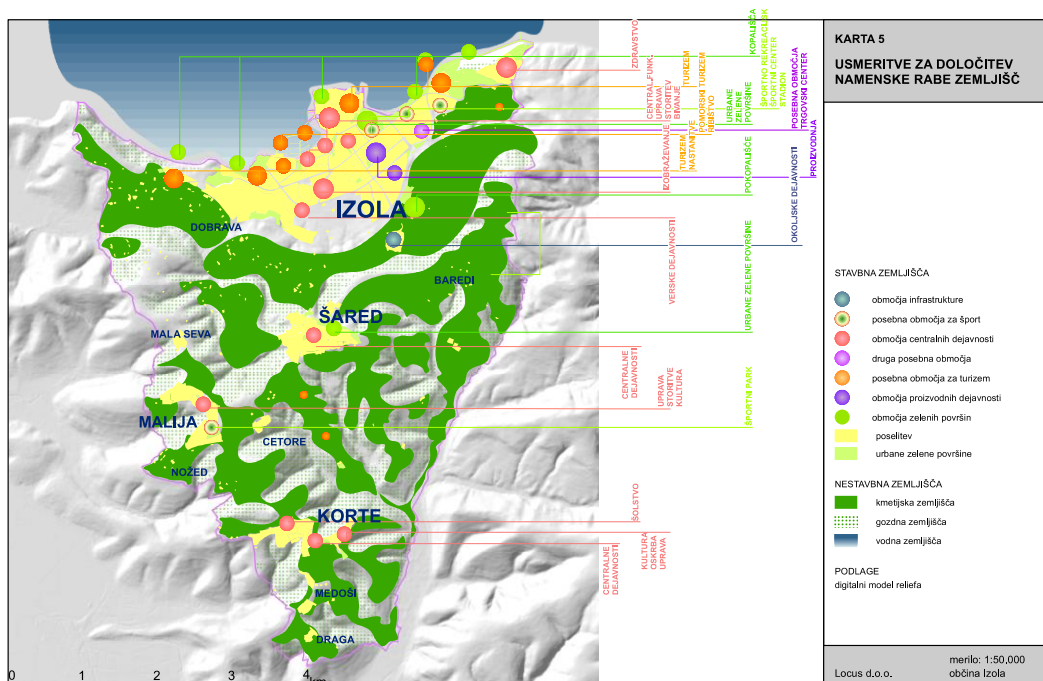 KARTA 5
USMERITVE ZA DOLOČITEV
NAMENSKE RABE ZEMLJIŠČ
ZDRAVSTVO
CENTRAL.FUNK.
UPRAVA
STORITEV
BIVANJE
TURIZEM
POMORSKI TURIZEM
RIBIŠTVO
KOPALIŠČA
ŠPORTNO REKREACIJSK
ŠPORTNI CENTER
STADION
URBANE
ZELENE
POVRŠINE
POSEBNA OBMOČJA
TRGOVSKI CENTER
IZOBRAŽEVANJE
TURIZEM
NASTANITVE
POKOPALIŠČE
PROIZVODNJA
OKOLJSKE DEJAVNOSTI
VERSKE DEJAVNOSTI
URBANE ZELENE POVRŠINE
CENTRALNE
DEJAVNOSTI
UPRAVA
STORITVE
KULTURA
ŠPORTNI PARK
ŠOLSTVO
KULTURA
OSKRBA
UPRAVA
CENTRALNE
DEJAVNOSTI
IZOLA
DOBRAVA
BAREDI
ŠARED
MALA SEVA
MALIJA
CETORE
NOŽED
KORTE
MEDOŠI
DRAGA
0 1 2 3 4 km
STAVBNA ZEMLJIŠČA
območja infrastrukture
posebna območja za šport
območja centralnih dejavnosti
druga posebna območja
posebna območja za turizem
območja proizvodnih dejavnosti
območja zelenih površin
poselitev
urbane zelene površine
NESTAVBNA ZEMLJIŠČA
kmetijska zemljišča
gozdna zemljišča
vodna zemljišča
PODLAGE
digitalni model reliefa
merilo: 1:50,000
Locus d.o.o. občina Izola